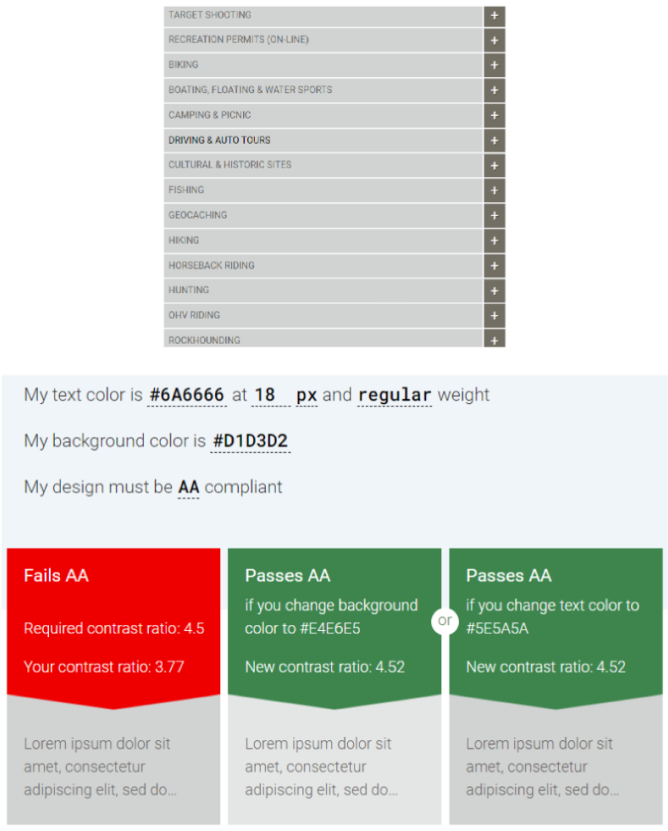 TARGET SHOOTING +
RECREATION PERMITS (ON-LINE) +
BIKING +
BOATING, FLOATING & WATER SPORTS +
CAMPING & PICNIC +
DRIVING & AUTO TOURS +
CULTURAL & HISTORIC SITES +
FISHING +
GEOCACHING +
HIKING +
HORSEBACK RIDING +
HUNTING +
OHV RIDING +
ROCKHOUNDING +
My text color is #6A6666 at 18 px and regular weight
My background color is #D1D3D2
My design must be AA compliant
Fails AA
Required contrast ratio: 4.5
Your contrast ratio: 3.77
Lorem ipsum dolor sit
amet, consectetur
adipiscing elit, sed do...
Passes AA
if you change background
color to #E4E6E5
New contrast ratio: 4.52
Lorem ipsum dolor sit
amet, consectetur
adipiscing elit, sed do...
or
Passes AA
if you change text color to
#5E5A5A
New contrast ratio: 4.52
Lorem ipsum dolor sit
amet, consectetur
adipiscing elit, sed do...